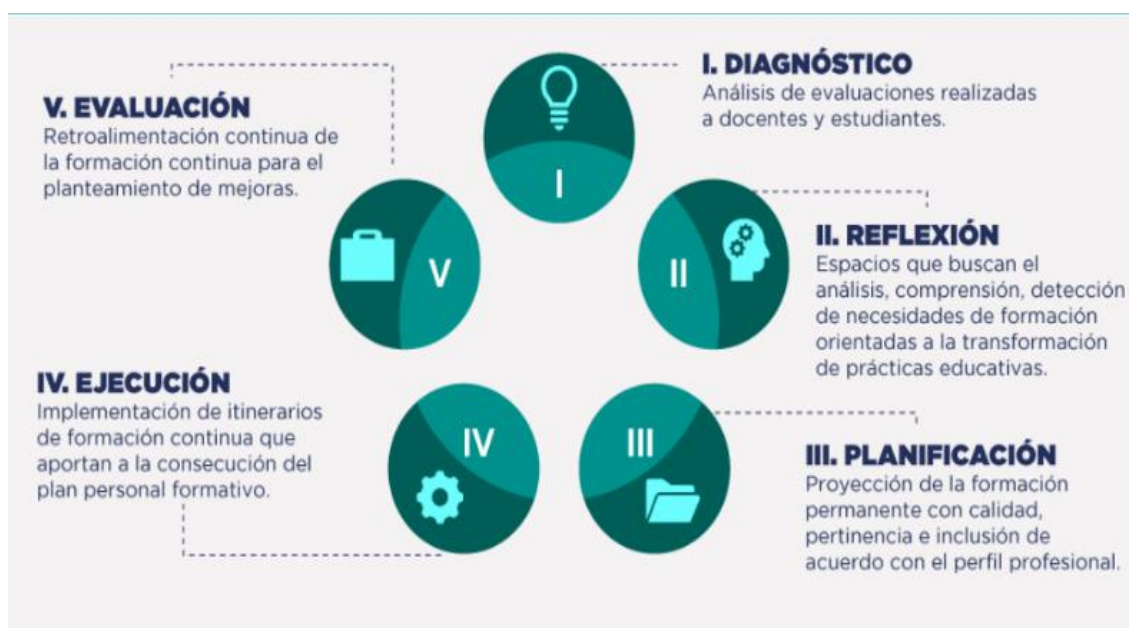 I. DIAGNÓSTICO
Análisis de evaluaciones realizadas
a docentes y estudiantes.
I
II. REFLEXIÓN
Espacios que buscan el
análisis, comprensión, detección
de necesidades de formación
orientadas a la transformación
de prácticas educativas.
II
III. PLANIFICACIÓN
Proyección de la formación
permanente con calidad,
pertinencia e inclusión de
acuerdo con el perfil profesional.
III
IV. EJECUCIÓN
Implementación de itinerarios
de formación continua que
aportan a la consecución del
plan personal formativo.
IV
V. EVALUACIÓN
Retroalimentación continua de
la formación continua para el
planteamiento de mejoras.
V